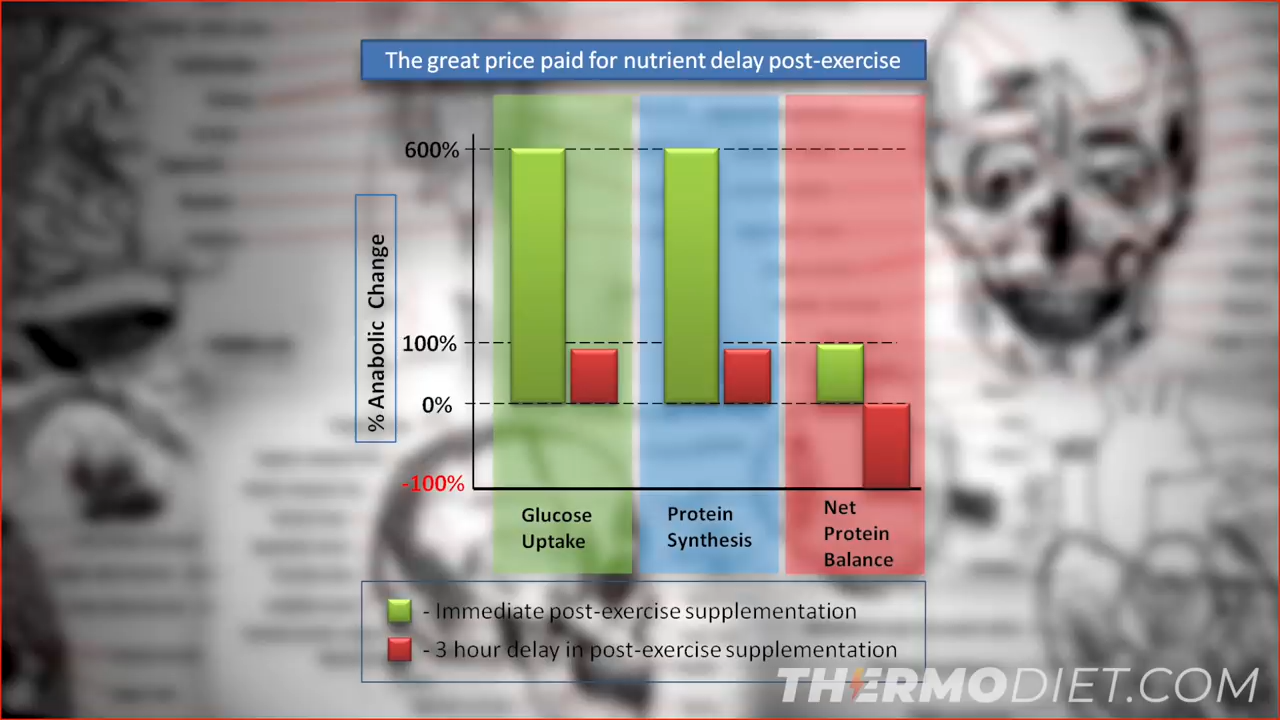 The great price paid for nutrient delay post-exercise
600%
% Anabolic Change
100%
0%
-100%
Glucose
Uptake
Protein
Synthesis
Net
Protein
Balance
- Immediate post-exercise supplementation
- 3 hour delay in post-exercise supplementation
THERMODIET.COM